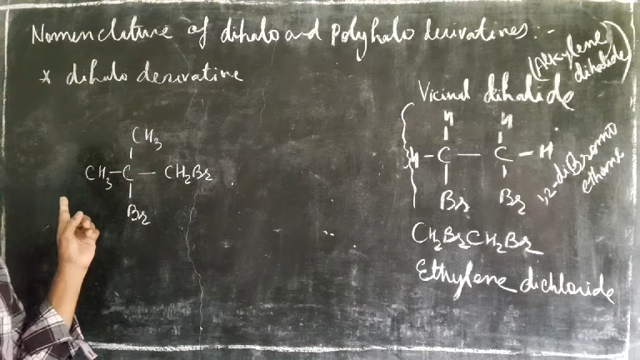 Nomenclature of dihalo and Polyhalo derivatives:-
* dihalo derivative
(Alkylene dihalide)
Vicinal dihalide
CH3
CH3-C-CH2Br
Br
H H
H-C-C-H
Br Br
1,2-diBromo ethane
CH2BrCH2Br
Ethylene dichloride